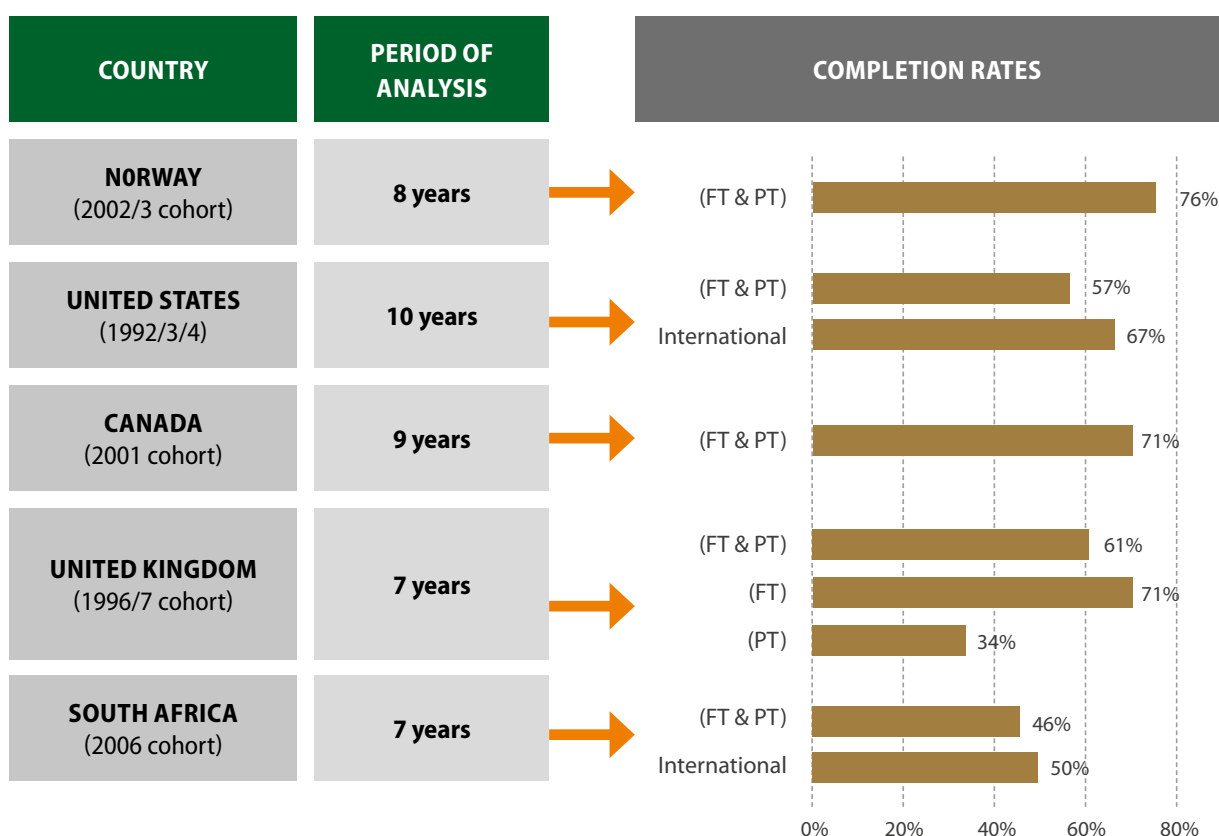 COUNTRY
PERIOD OF
ANALYSIS
COMPLETION RATES
N0RWAY
(2002/3 cohort)
8 years
(FT & PT)
76%
UNITED STATES
(1992/3/4)
10 years
(FT & PT)
57%
International
67%
CANADA
(2001 cohort)
9 years
(FT & PT)
71%
UNITED KINGDOM
(1996/7 cohort)
7 years
(FT & PT)
61%
(FT)
71%
(PT)
34%
SOUTH AFRICA
(2006 cohort)
7 years
(FT & PT)
46%
International
50%
0% 20% 40% 60% 80%